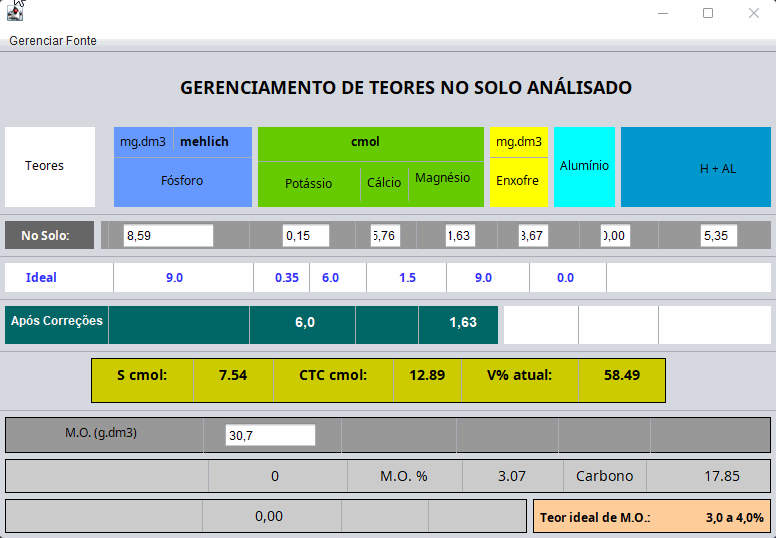 Gerenciar Fonte
GERENCIAMENTO DE TEORES NO SOLO ANÁLISADO
Teores
mg.dm3 mehlich
cmol
mg.dm3
Fósforo
Potássio Cálcio Magnésio
Enxofre
Alumínio
H + AL
No Solo: 8,59 0,15 5,76 1,63 3,67 0,00 5,35
Ideal 9.0 0.35 6.0 1.5 9.0 0.0
Após Correções 6,0 1,63
S cmol: 7.54 CTC cmol: 12.89 V% atual: 58.49
M.O. (g.dm3) 30,7
0 M.O. % 3.07 Carbono 17.85
0,00 Teor ideal de M.O.: 3,0 a 4,0%